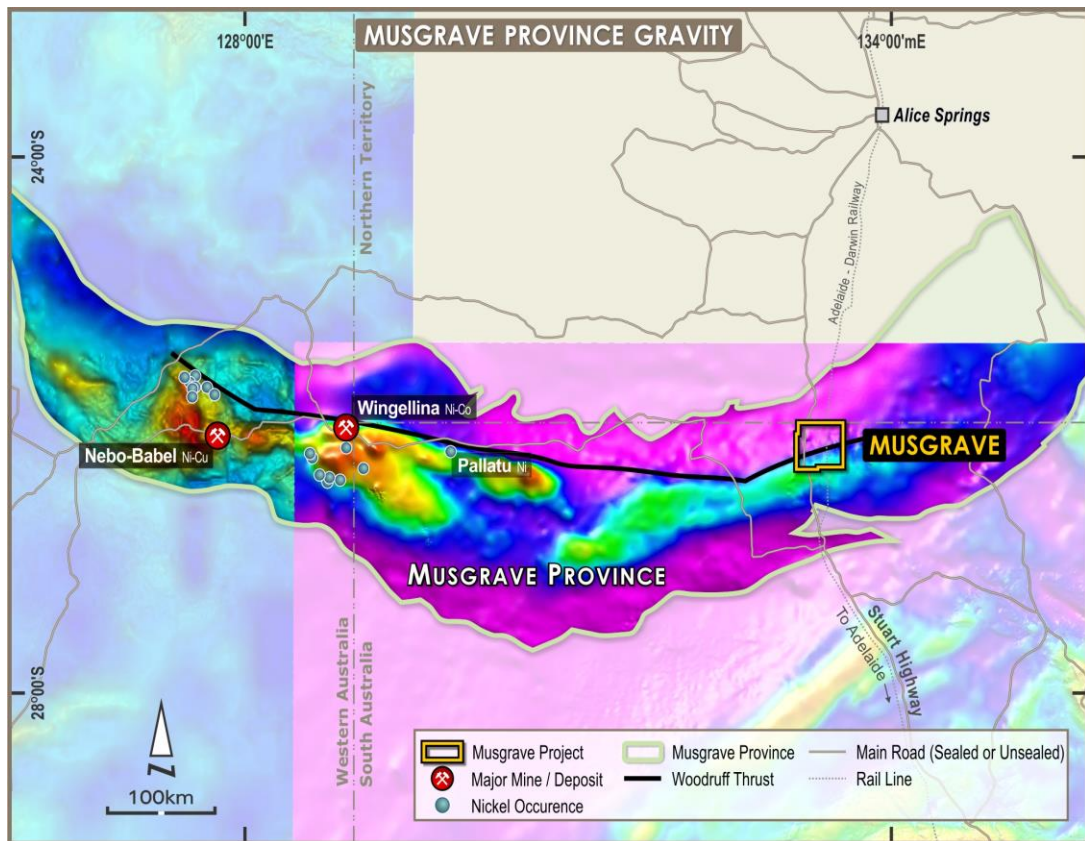 MUSGRAVE PROVINCE GRAVITY
128°00'E
134°00'mE
Alice Springs
24°00'S
Northern Territory
Adelaide - Darwin Railway
Wingellina Ni-Co
Nebo-Babel Ni-Cu
Pallatu Ni
MUSGRAVE
MUSGRAVE PROVINCE
Western Australia
South Australia
Stuart Highway
To Adelaide
28°00'S
N
100km
Musgrave Project
Musgrave Province
Main Road (Sealed or Unsealed)
Major Mine / Deposit
Woodruff Thrust
Rail Line
Nickel Occurence